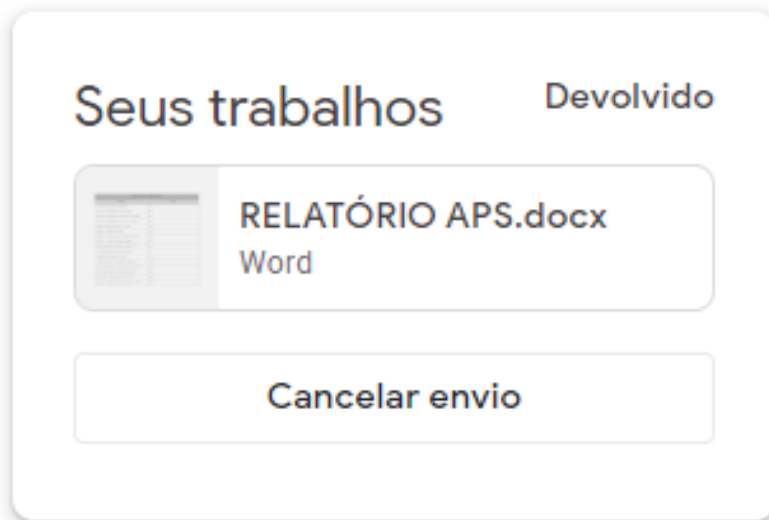 Seus trabalhos
Devolvido
RELATÓRIO APS.docx
Word
Cancelar envio